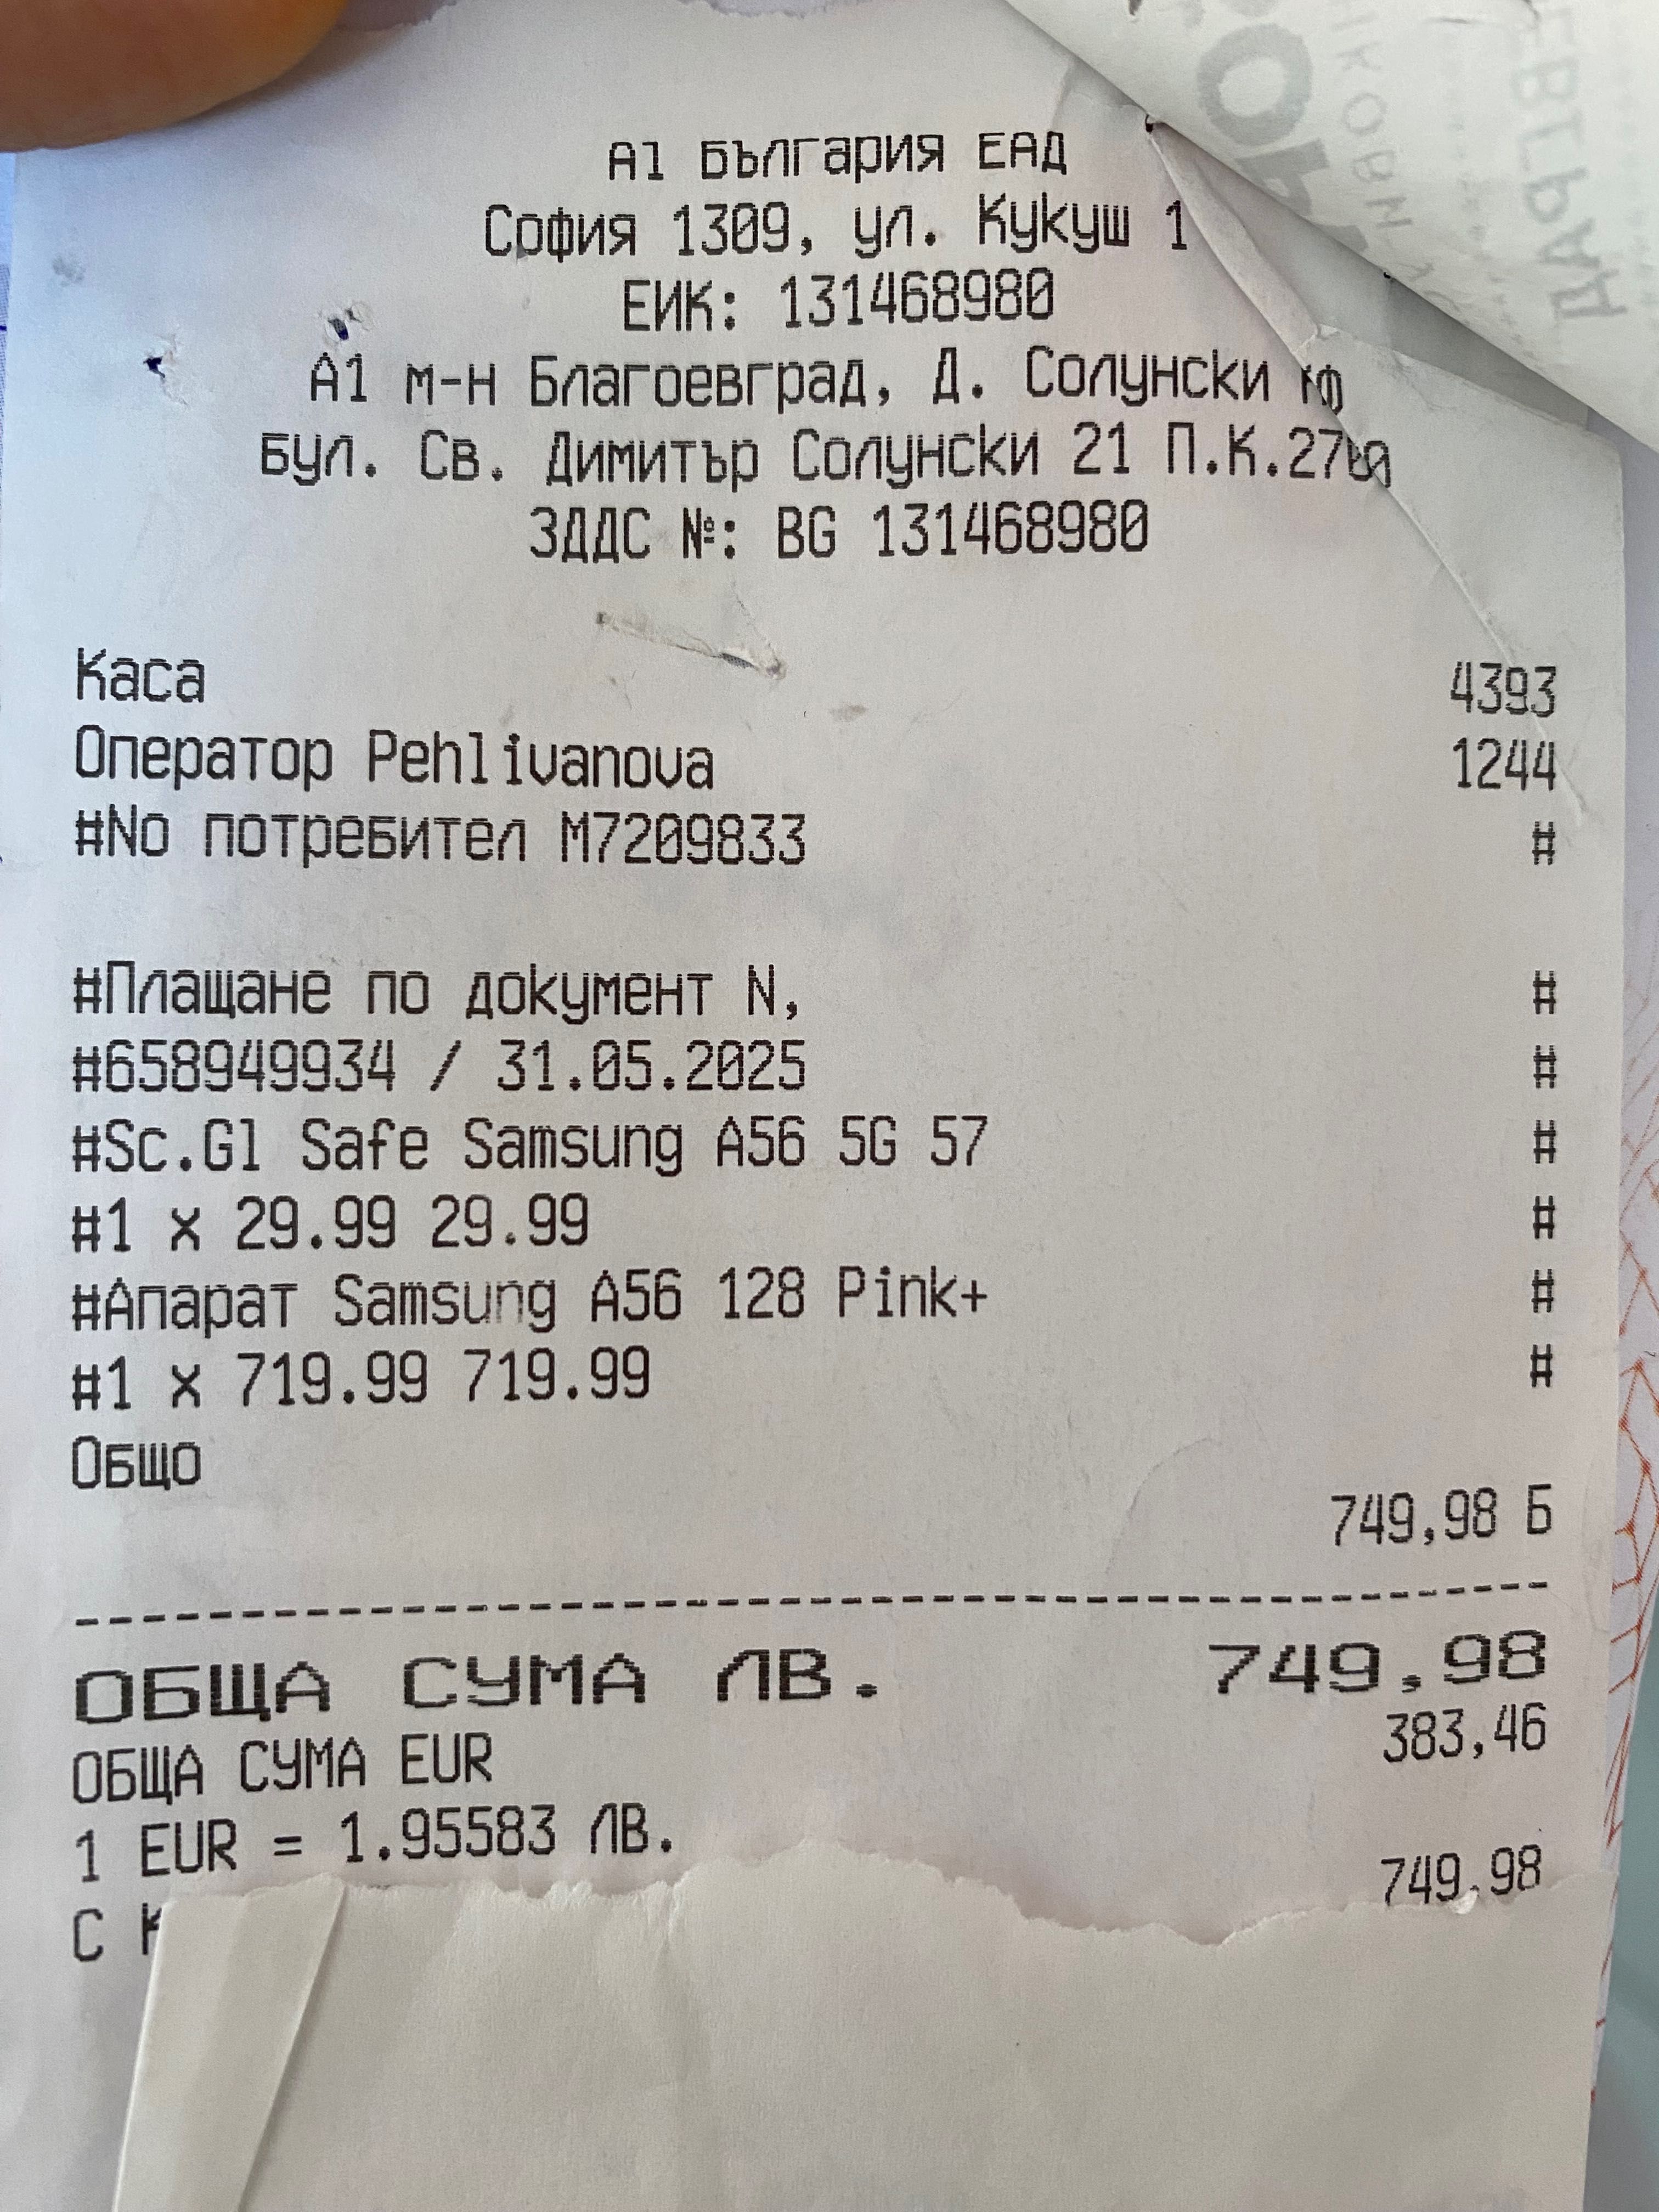 А1 България ЕАД
София 1309, ул. Кукуш 1
ЕИК: 131468980
А1 м-н Благоевград, Д. Солунски
Бул. Св. Димитър Солунски 21
ЗДДС №: BG 131468980
Каса 4393
Оператор Pehlivanova 1244
#No потребител M7209833 #
#Плащане по документ N, #
#658949934 / 31.05.2025 #
#Sc.Gl Safe Samsung A56 5G 57 #
#1 x 29.99 29.99 #
#Апарат Samsung A56 128 Pink+ #
#1 x 719.99 719.99 #
Общо
749,98 Б
ОБЩА СУМА ЛВ. 749,98
ОБЩА СУМА EUR 383,46
1 EUR = 1.95583 ЛВ.
С 749,98